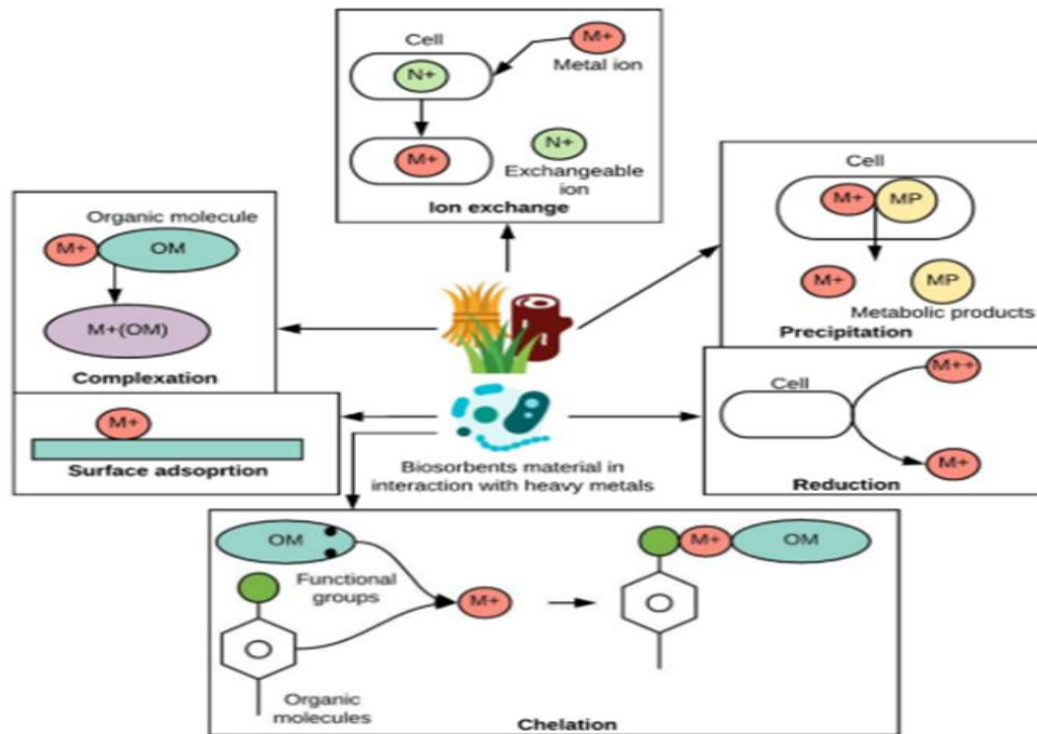 Cell
M+
Metal ion
N+
M+
N+
Exchangeable
ion
Ion exchange
Cell
M+
MP
M+
MP
Metabolic products
Precipitation
Organic molecule
M+
OM
M+(OM)
Complexation
M+
Surface adsoprtion
Biosorbents material in
interaction with heavy metals
Cell
M++
M+
Reduction
OM
Functional
groups
M+
Organic
molecules
M+
OM
Chelation